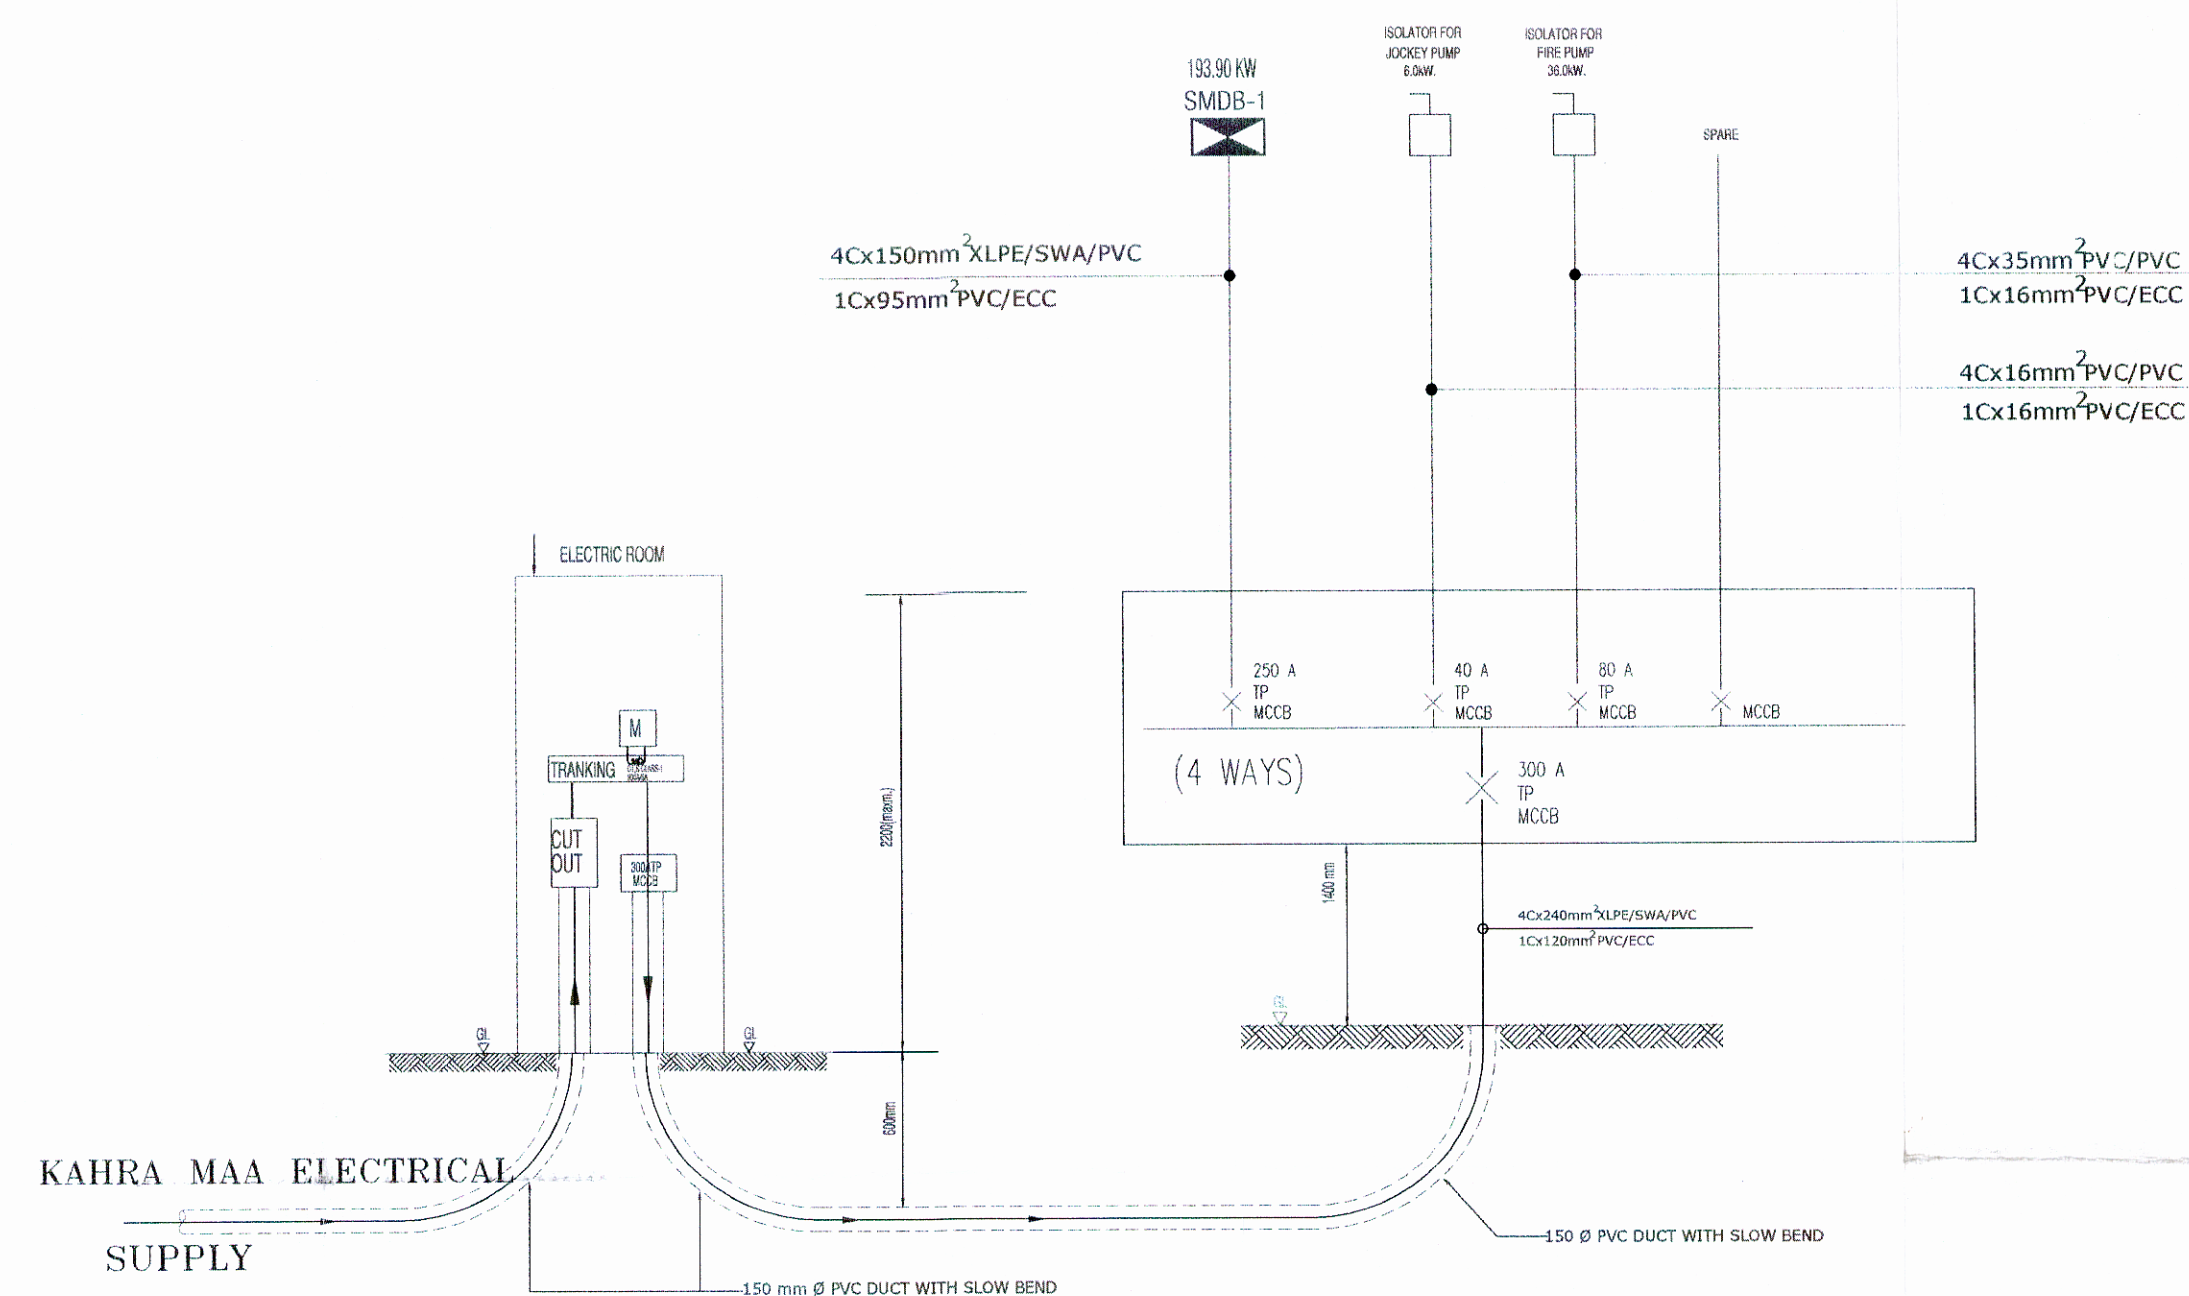 ISOLATOR FOR
JOCKEY PUMP
6.0kW.
ISOLATOR FOR
FIRE PUMP
36.0kW.
193.90 KW
SMDB-1
SPARE
4Cx150mm²XLPE/SWA/PVC
1Cx95mm²PVC/ECC
4Cx35mm²PVC/PVC
1Cx16mm²PVC/ECC
4Cx16mm²PVC/PVC
1Cx16mm²PVC/ECC
ELECTRIC ROOM
250 A
TP
MCCB
40 A
TP
MCCB
80 A
TP
MCCB
MCCB
(4 WAYS)
300 A
TP
MCCB
M
TRANKING
CUT
OUT
300ATP
MCCB
2200(maxm.)
1400 mm
4Cx240mm²XLPE/SWA/PVC
1Cx120mm²PVC/ECC
GL
GL
600mm
KAHRA MAA ELECTRICAL
SUPPLY
150 Ø PVC DUCT WITH SLOW BEND
150 mm Ø PVC DUCT WITH SLOW BEND